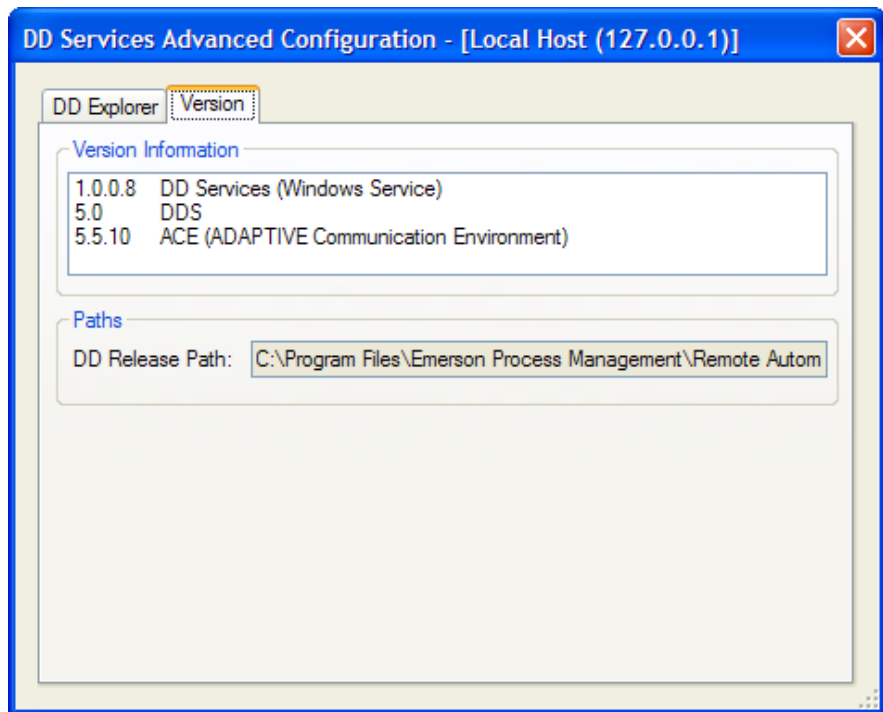 DD Services Advanced Configuration - [Local Host (127.0.0.1)]
DD Explorer Version
Version Information
1.0.0.8 DD Services (Windows Service)
5.0 DDS
5.5.10 ACE (ADAPTIVE Communication Environment)
Paths
DD Release Path: C:\Program Files\Emerson Process Management\Remote Autom